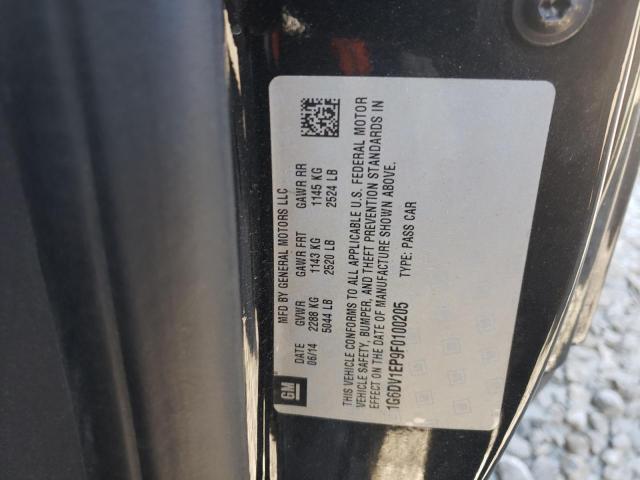 GM
MFD BY GENERAL MOTORS LLC
DATE GVWR GAWR FRT GAWR RR
06/14 2288 KG 1143 KG 1145 KG
5044 LB 2520 LB 2524 LB
THIS VEHICLE CONFORMS TO ALL APPLICABLE U.S. FEDERAL MOTOR
VEHICLE SAFETY, BUMPER, AND THEFT PREVENTION STANDARDS IN
EFFECT ON THE DATE OF MANUFACTURE SHOWN ABOVE.
1G6DV1EP9F0100205 TYPE: PASS CAR